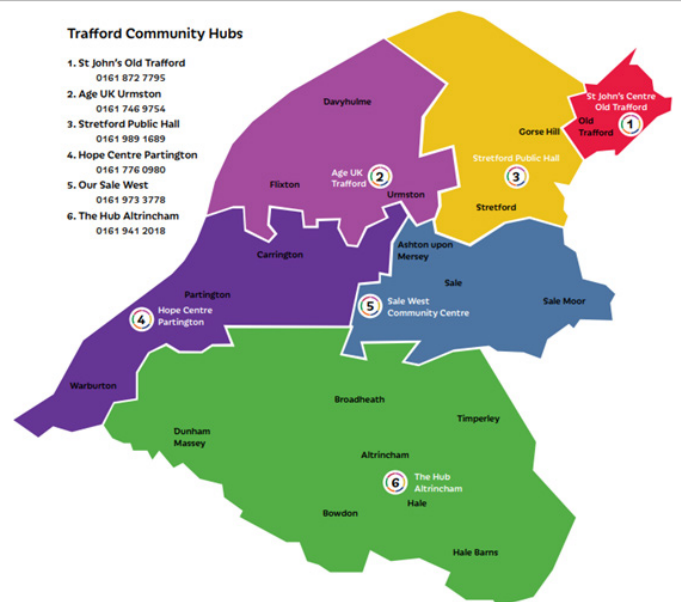 Trafford Community Hubs
1. St John's Old Trafford
0161 872 7795
2. Age UK Urmston
0161 746 9754
3. Stretford Public Hall
0161 989 1689
4. Hope Centre Partington
0161 776 0980
5. Our Sale West
0161 973 3778
6. The Hub Altrincham
0161 941 2018
Davyhulme
Flixton
Age UK
Trafford
2
Urmston
Gorse Hill
Stretford Public Hall
3
Stretford
St John's Centre
Old Trafford
Old
Trafford
1
Carrington
Partington
4
Hope Centre
Partington
Warburton
Ashton upon
Mersey
Sale
Sale Moor
5
Sale West
Community Centre
Broadheath
Timperley
Dunham
Massey
Altrincham
6
The Hub
Altrincham
Hale
Bowdon
Hale Barns